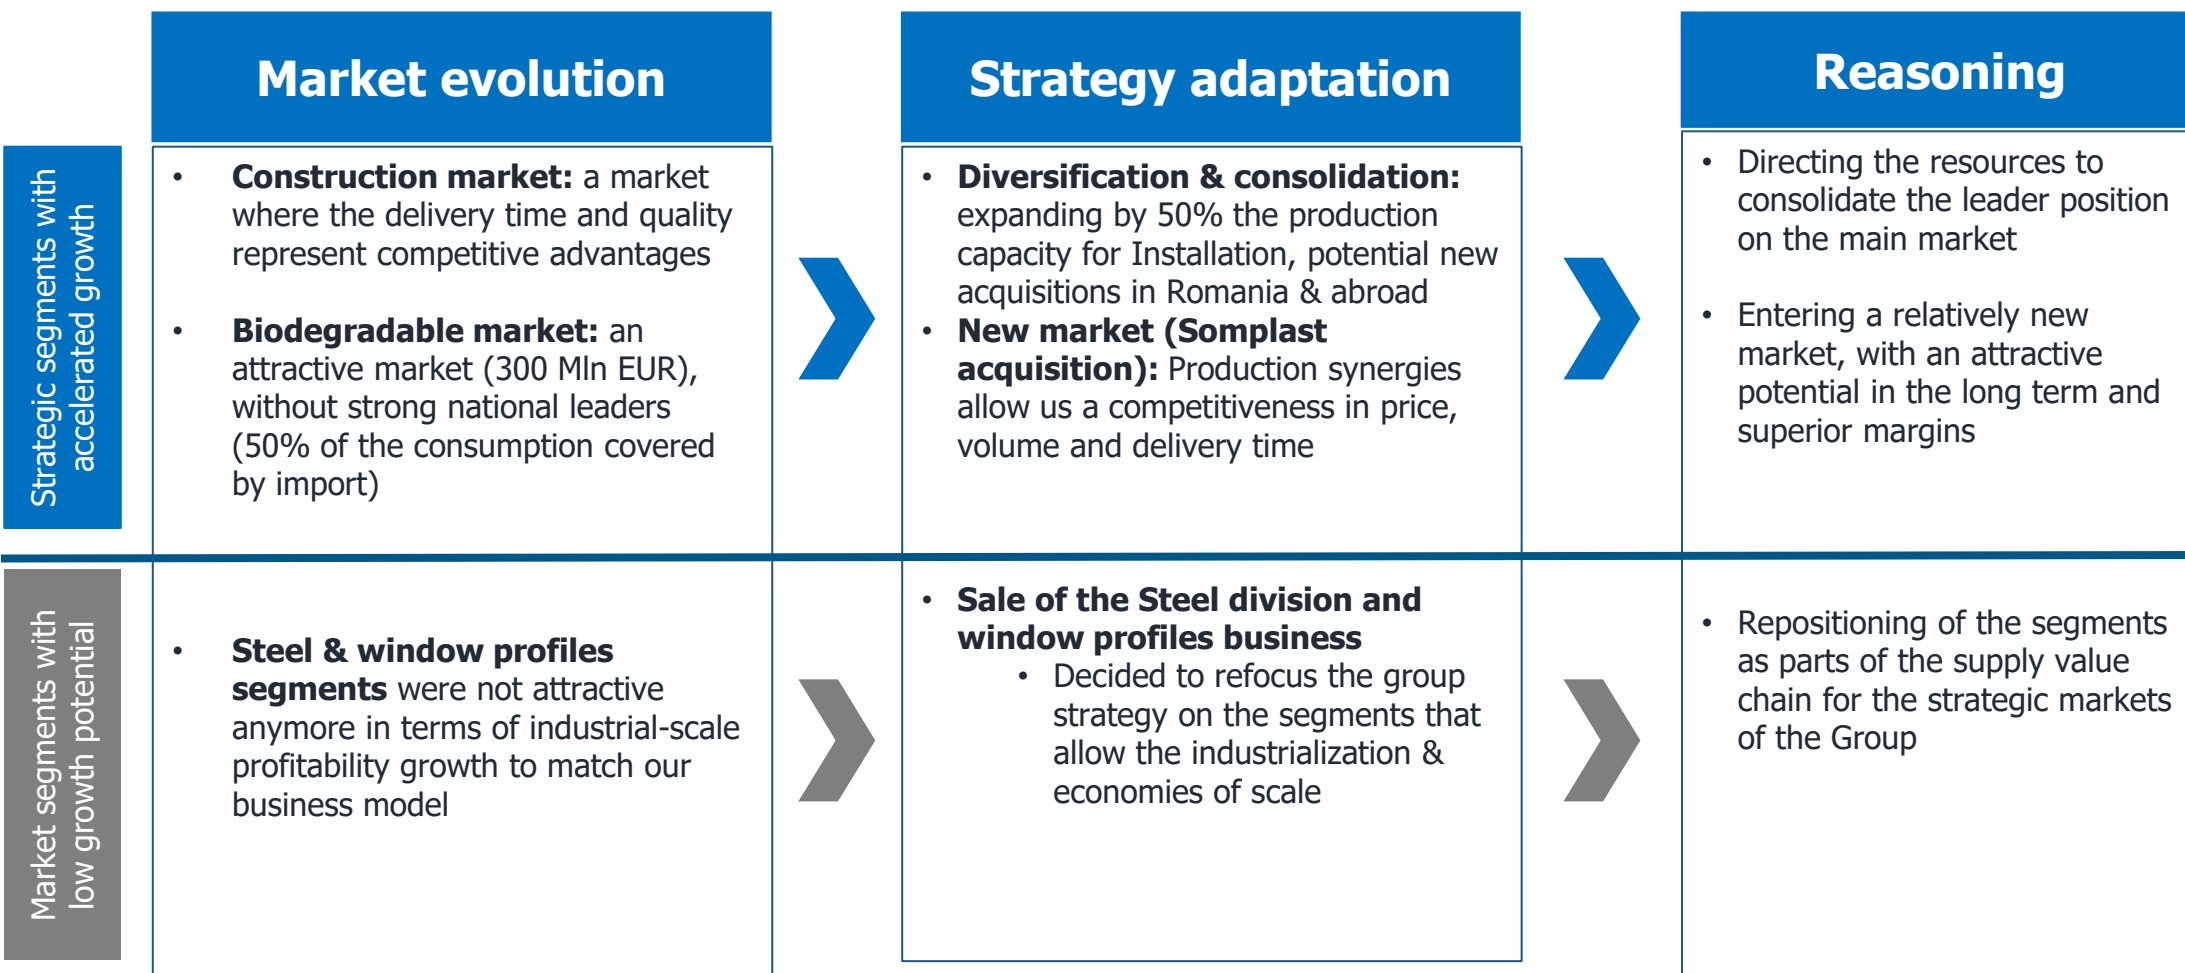 Market evolution
Strategy adaptation
Reasoning
Strategic segments with
accelerated growth
• Construction market: a market
where the delivery time and quality
represent competitive advantages
• Biodegradable market: an
attractive market (300 Mln EUR),
without strong national leaders
(50% of the consumption covered
by import)
• Diversification & consolidation:
expanding by 50% the production
capacity for Installation, potential new
acquisitions in Romania & abroad
• New market (Somplast
acquisition): Production synergies
allow us a competitiveness in price,
volume and delivery time
• Directing the resources to
consolidate the leader position
on the main market
• Entering a relatively new
market, with an attractive
potential in the long term and
superior margins
Market segments with
low growth potential
• Steel & window profiles
segments were not attractive
anymore in terms of industrial-scale
profitability growth to match our
business model
• Sale of the Steel division and
window profiles business
• Decided to refocus the group
strategy on the segments that
allow the industrialization &
economies of scale
• Repositioning of the segments
as parts of the supply value
chain for the strategic markets
of the Group